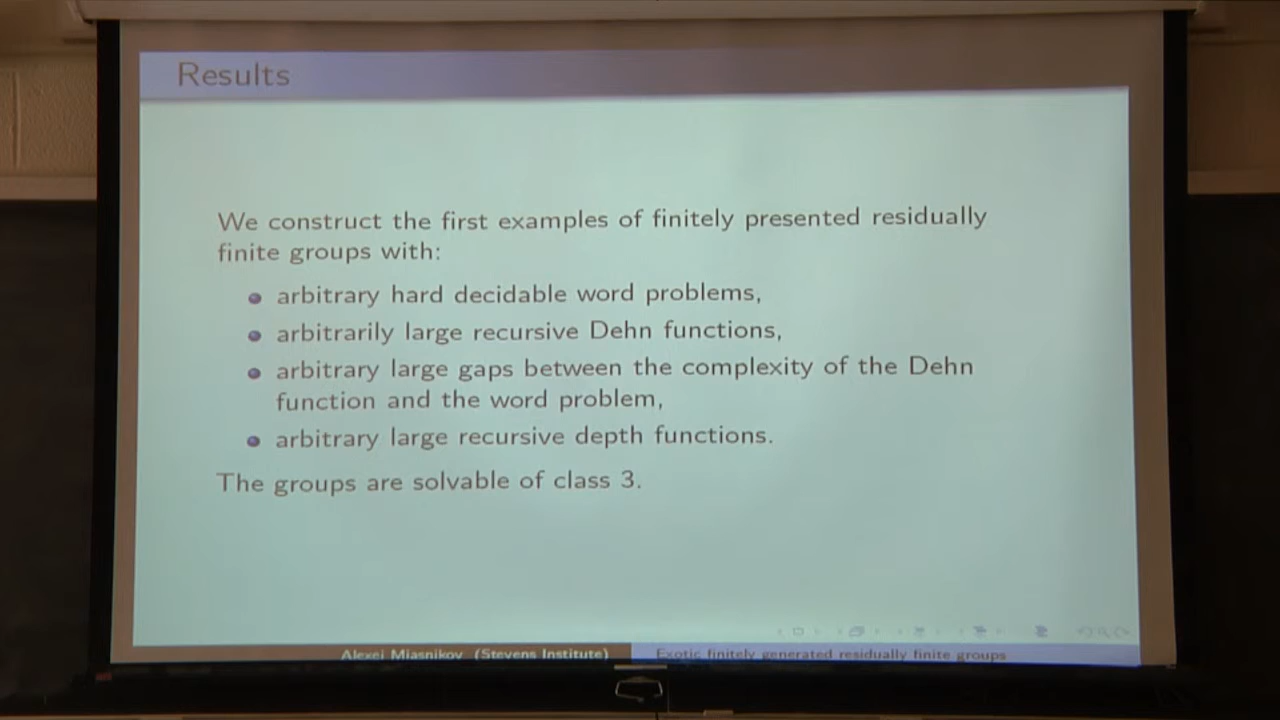 Results
We construct the first examples of finitely presented residually
finite groups with:
arbitrary hard decidable word problems,
arbitrarily large recursive Dehn functions,
arbitrary large gaps between the complexity of the Dehn
function and the word problem,
arbitrary large recursive depth functions.
The groups are solvable of class 3.
Alexei Miasnikov (Stevens Institute)
Exotic finitely generated residually finite groups